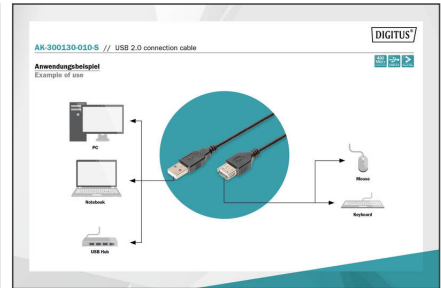 DIGITUS®
AK-300130-010-S // USB 2.0 connection cable
Anwendungsbeispiel
Example of use
PC
Notebook
USB Hub
Mouse
Keyboard